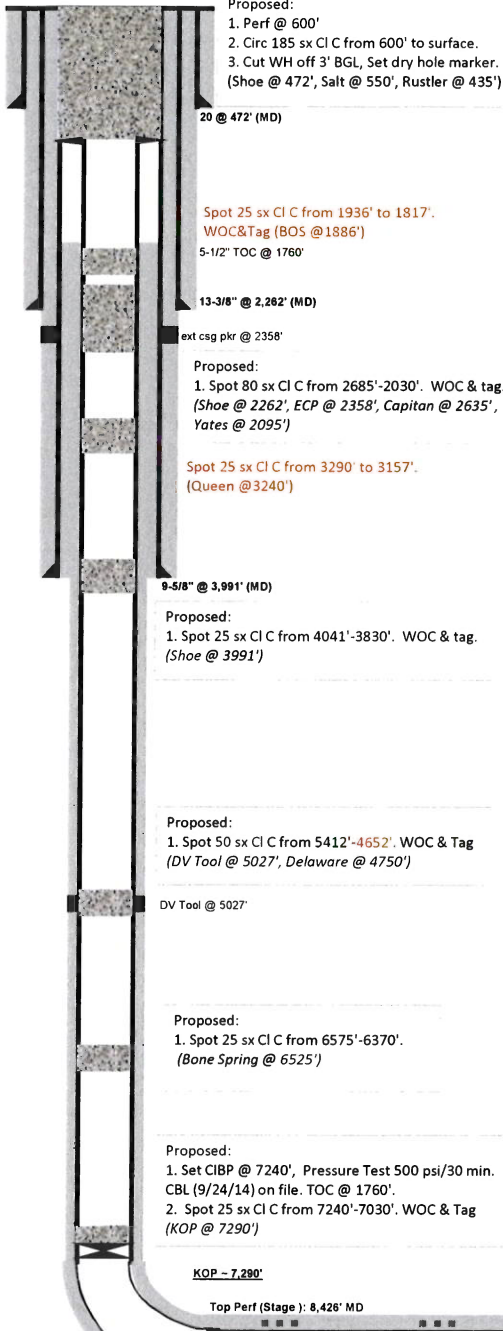 Proposed:
1. Perf @ 600'
2. Circ 185 sx Cl C from 600' to surface.
3. Cut WH off 3' BGL, Set dry hole marker.
(Shoe @ 472', Salt @ 550', Rustler @ 435')
20 @ 472' (MD)
Spot 25 sx Cl C from 1936' to 1817'.
WOC&Tag (BOS @1886')
5-1/2" TOC @ 1760'
13-3/8" @ 2,262' (MD)
ext csg pkr @ 2358'
Proposed:
1. Spot 80 sx Cl C from 2685'-2030'. WOC & tag.
(Shoe @ 2262', ECP @ 2358', Capitan @ 2635',
Yates @ 2095')
Spot 25 sx Cl C from 3290' to 3157'.
(Queen @3240')
9-5/8" @ 3,991' (MD)
Proposed:
1. Spot 25 sx Cl C from 4041'-3830'. WOC & tag.
(Shoe @ 3991')
Proposed:
1. Spot 50 sx Cl C from 5412'-4652'. WOC & Tag
(DV Tool @ 5027', Delaware @ 4750')
DV Tool @ 5027'
Proposed:
1. Spot 25 sx Cl C from 6575'-6370'.
(Bone Spring @ 6525')
Proposed:
1. Set CIBP @ 7240', Pressure Test 500 psi/30 min.
CBL (9/24/14) on file. TOC @ 1760'.
2. Spot 25 sx Cl C from 7240'-7030'. WOC & Tag
(KOP @ 7290')
KOP ~ 7,290'
Top Perf (Stage ): 8,426' MD